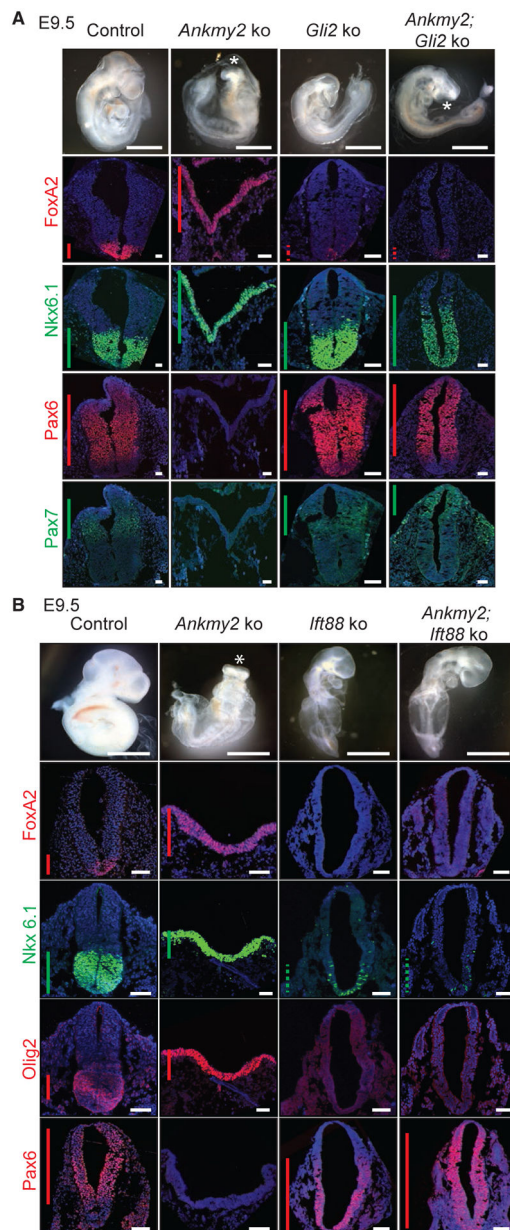 A E9.5
Control
Ankmy2 ko
Gli2 ko
Ankmy2;
Gli2 ko
*
*
FoxA2
Nkx6.1
Pax6
Pax7
B E9.5
Control
Ankmy2 ko
Ift88 ko
Ankmy2;
Ift88 ko
*
FoxA2
Nkx 6.1
Olig2
Pax6